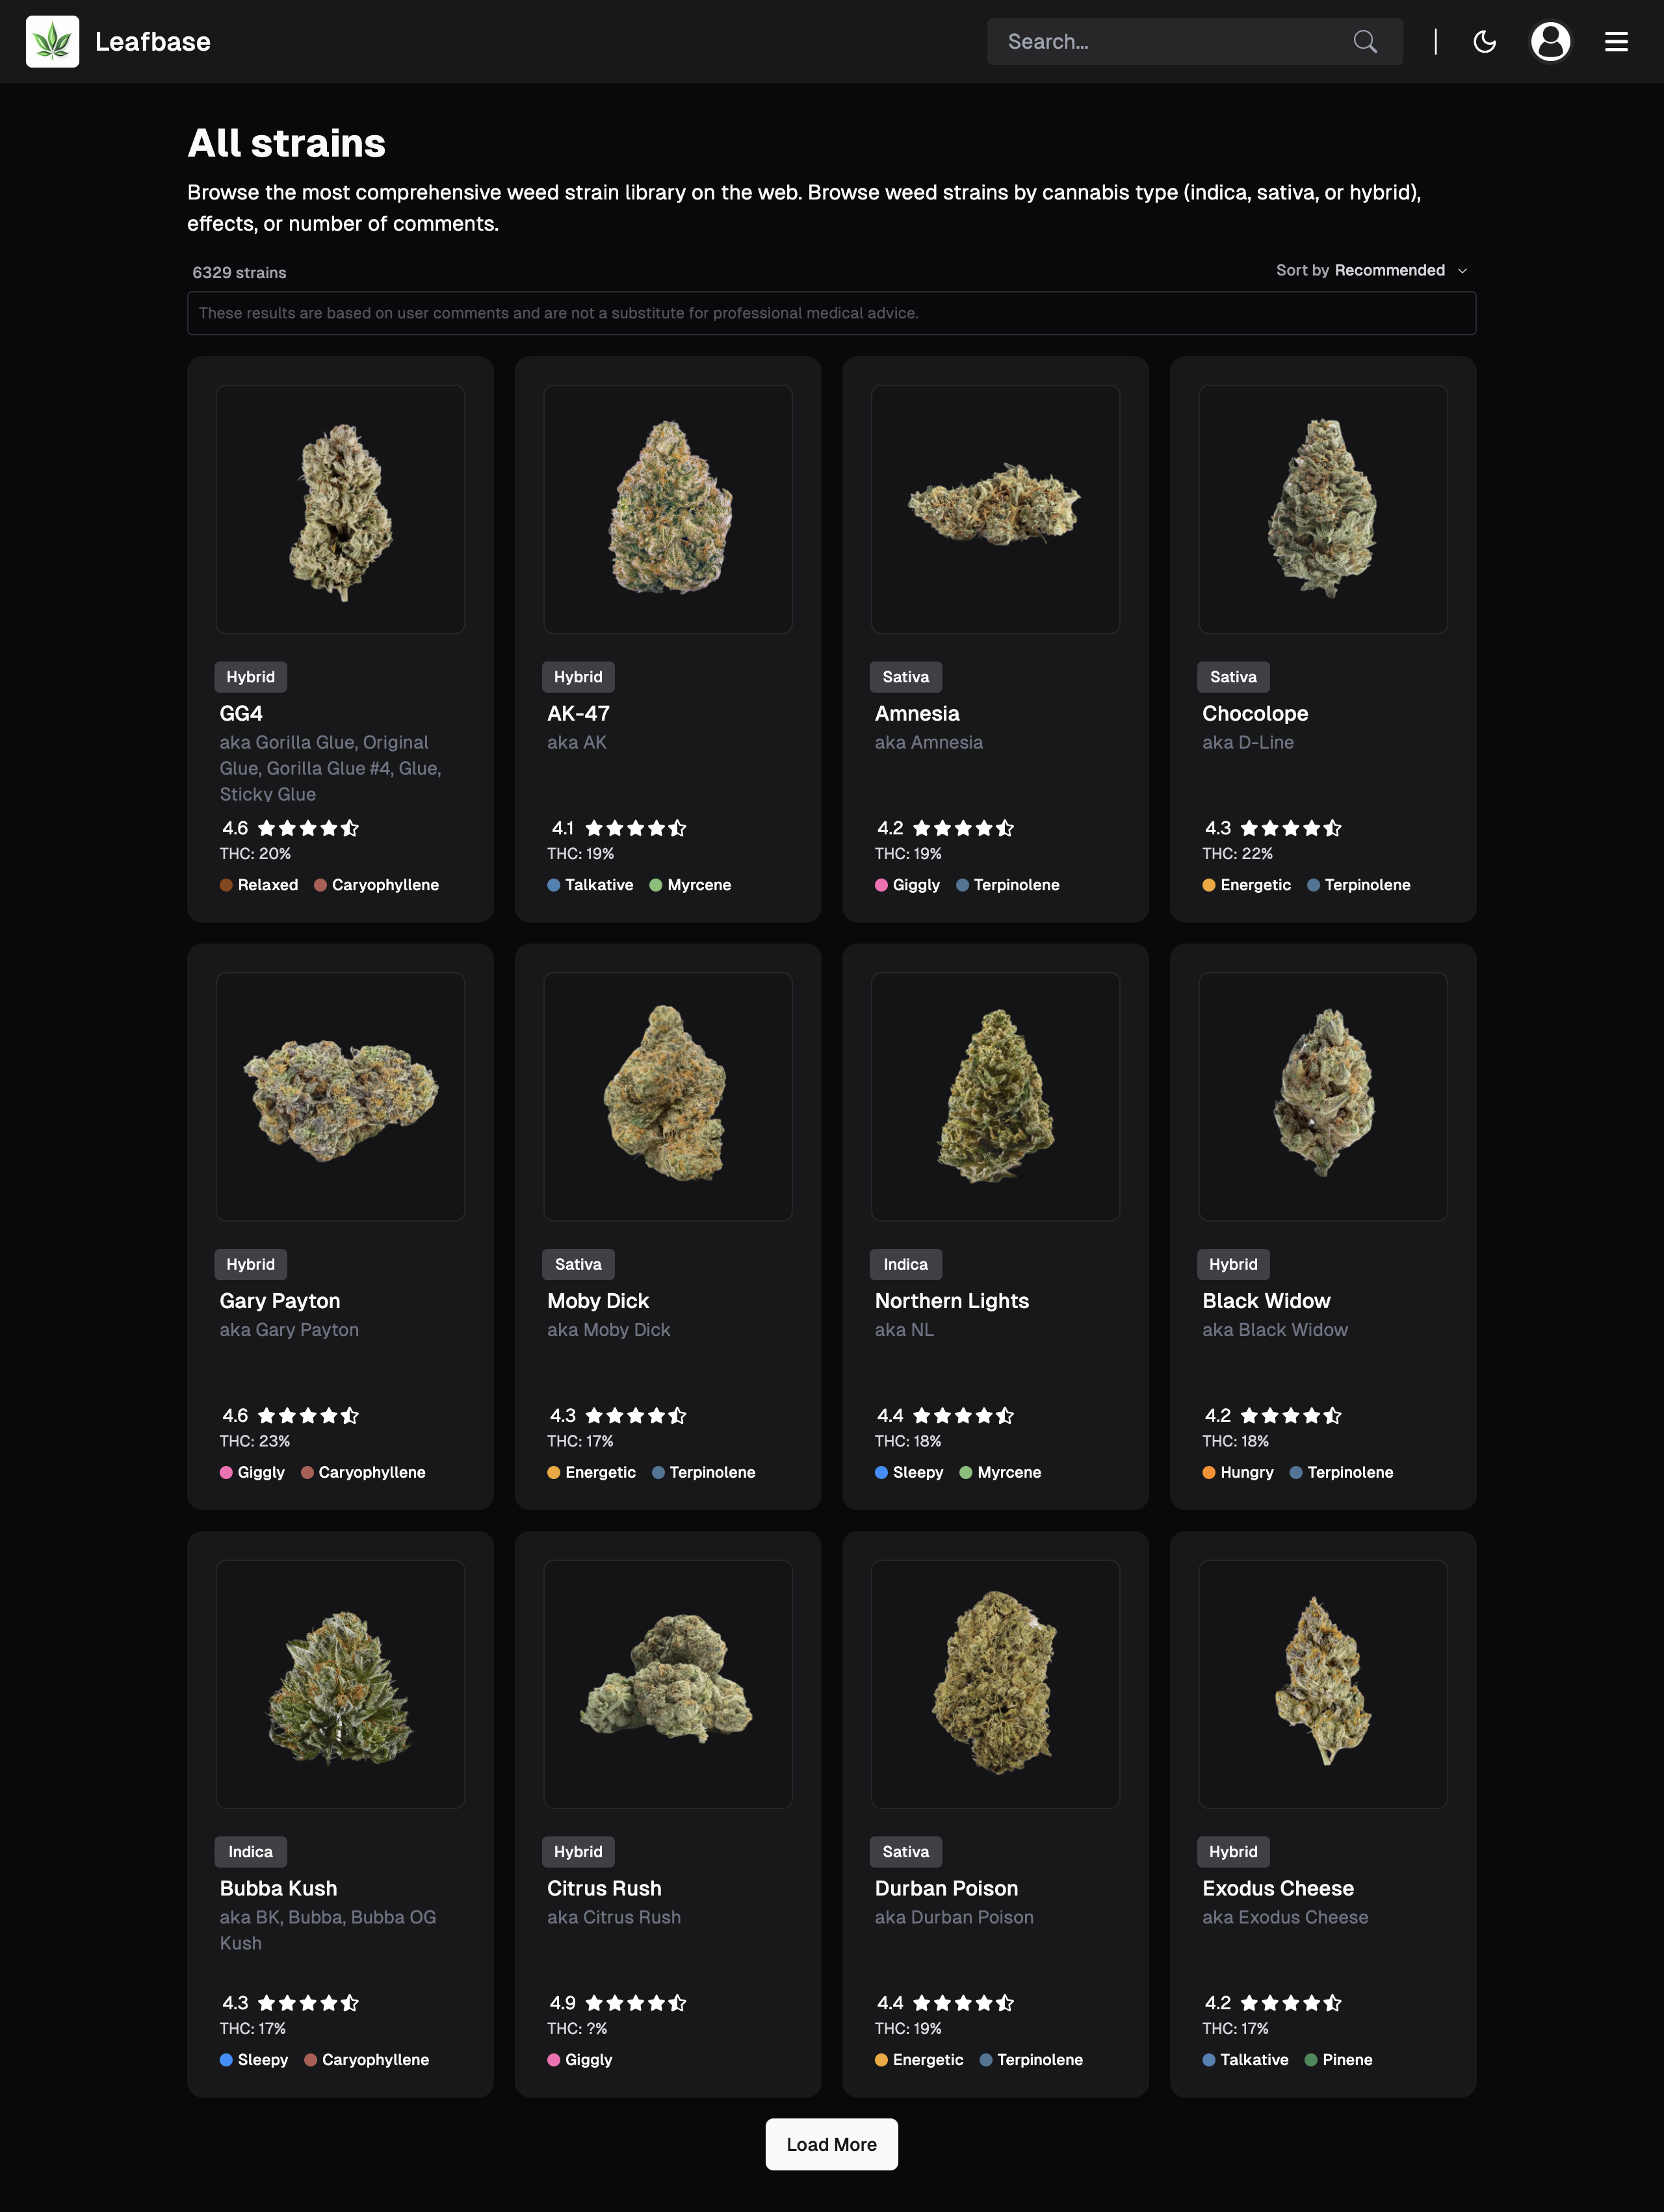 Leafbase
Search...
All strains
Browse the most comprehensive weed strain library on the web. Browse weed strains by cannabis type (indica, sativa, or hybrid),
effects, or number of comments.
6329 strains
Sort by Recommended
These results are based on user comments and are not a substitute for professional medical advice.
Hybrid
GG4
aka Gorilla Glue, Original
Glue, Gorilla Glue #4, Glue,
Sticky Glue
4.6
THC: 20%
Relaxed Caryophyllene
Hybrid
AK-47
aka AK
4.1
THC: 19%
Talkative Myrcene
Sativa
Amnesia
aka Amnesia
4.2
THC: 19%
Giggly Terpinolene
Sativa
Chocolope
aka D-Line
4.3
THC: 22%
Energetic Terpinolene
Hybrid
Gary Payton
aka Gary Payton
4.6
THC: 23%
Giggly Caryophyllene
Sativa
Moby Dick
aka Moby Dick
4.3
THC: 17%
Energetic Terpinolene
Indica
Northern Lights
aka NL
4.4
THC: 18%
Sleepy Myrcene
Hybrid
Black Widow
aka Black Widow
4.2
THC: 18%
Hungry Terpinolene
Indica
Bubba Kush
aka BK, Bubba, Bubba OG
Kush
4.3
THC: 17%
Sleepy Caryophyllene
Hybrid
Citrus Rush
aka Citrus Rush
4.9
THC: ?%
Giggly
Sativa
Durban Poison
aka Durban Poison
4.4
THC: 19%
Energetic Terpinolene
Hybrid
Exodus Cheese
aka Exodus Cheese
4.2
THC: 17%
Talkative Pinene
Load More